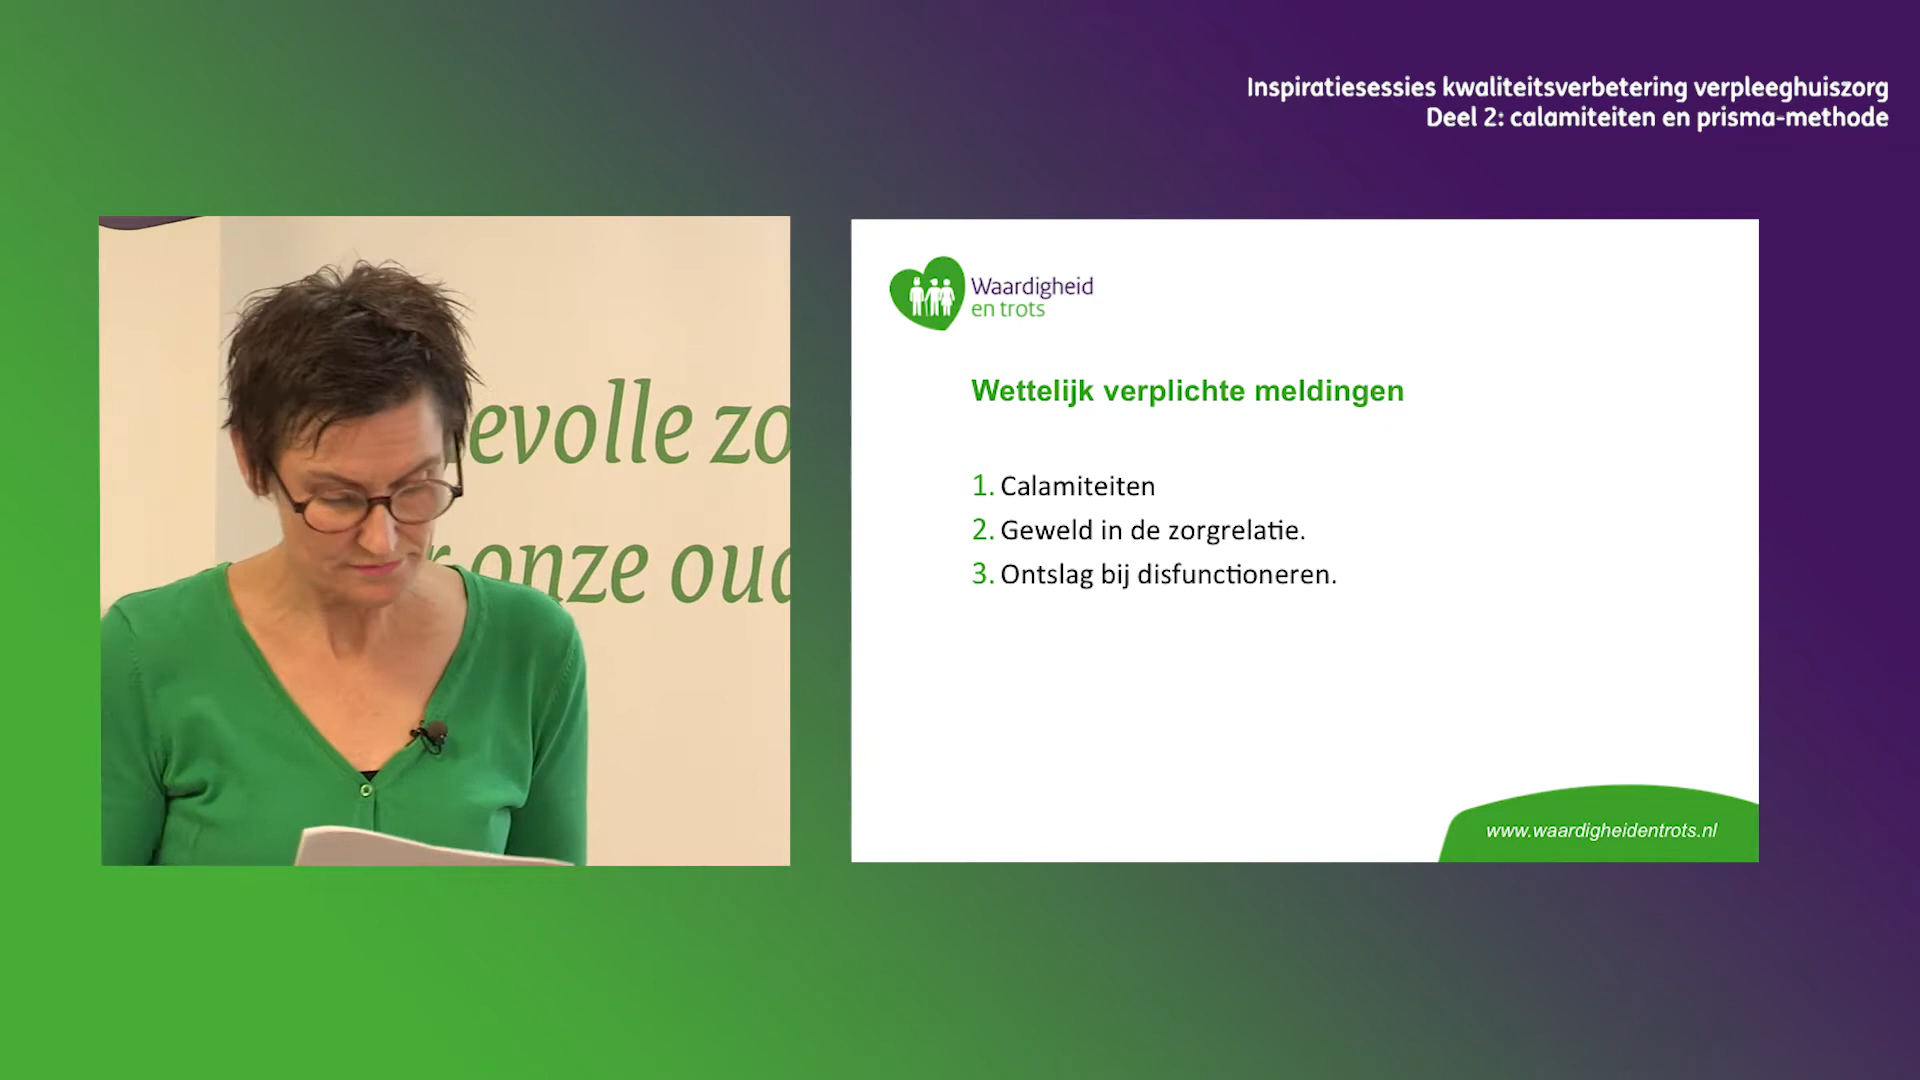 Inspiratiesessies kwaliteitsverbetering verpleeghuiszorg
Deel 2: calamiteiten en prisma-methode
evolle zo
r onze oud
Waardigheid
en trots
Wettelijk verplichte meldingen
1. Calamiteiten
2. Geweld in de zorgrelatie.
3. Ontslag bij disfunctioneren.
www.waardigheidentrots.nl